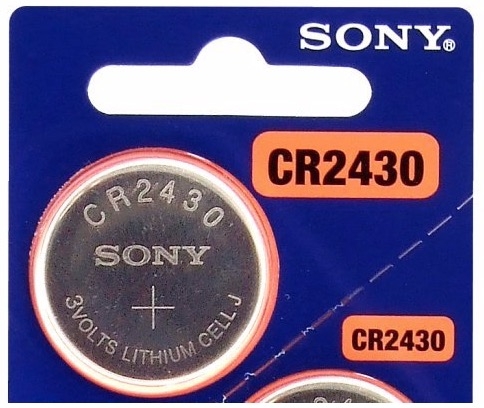 SONY®
CR2430
CR2430
SONY
+
3VOLTS LITHIUM CELL J
CR2430